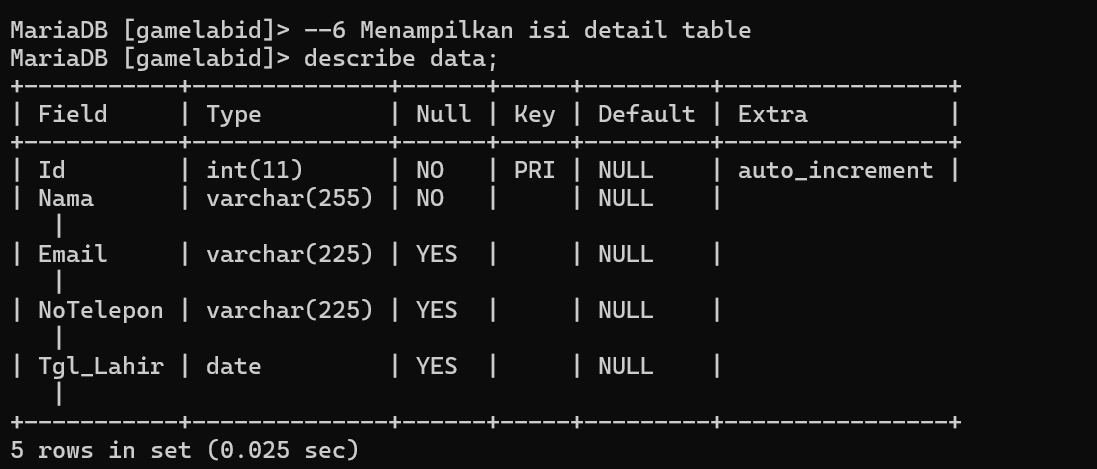 MariaDB [gamelabid]> --6 Menampilkan isi detail table
MariaDB [gamelabid]> describe data;
+-----------+--------------+------+-----+---------+----------------+
| Field     | Type         | Null | Key | Default | Extra          |
+-----------+--------------+------+-----+---------+----------------+
| Id        | int(11)      | NO   | PRI | NULL    | auto_increment |
| Nama      | varchar(255) | NO   |     | NULL    |
   |
| Email     | varchar(225) | YES  |     | NULL    |
   |
| NoTelepon | varchar(225) | YES  |     | NULL    |
   |
| Tgl_Lahir | date         | YES  |     | NULL    |
   |
+-----------+--------------+------+-----+---------+----------------+
5 rows in set (0.025 sec)